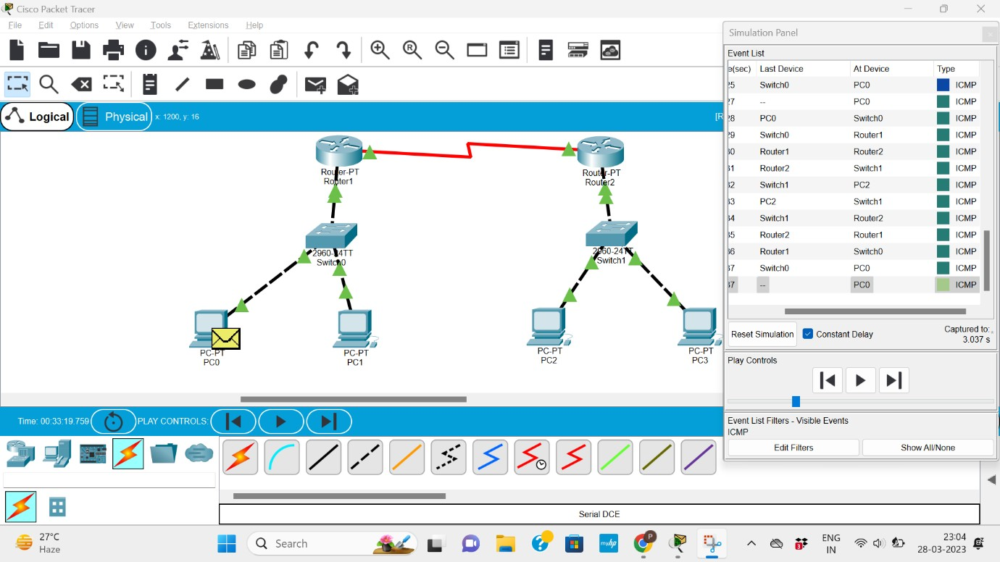 Cisco Packet Tracer
File Edit Options View Tools Extensions Help
Logical
Physical
x: 1200, y: 16
[R
Router-PT
Router1
Router-PT
Router2
2960-24TT
Switch0
2960-24TT
Switch1
PC-PT
PC0
PC-PT
PC1
PC-PT
PC2
PC-PT
PC3
Simulation Panel
Event List
e(sec) Last Device At Device Type
25 Switch0 PC0 ICMP
27 -- PC0 ICMP
28 PC0 Switch0 ICMP
29 Switch0 Router1 ICMP
30 Router1 Router2 ICMP
31 Router2 Switch1 ICMP
32 Switch1 PC2 ICMP
33 PC2 Switch1 ICMP
34 Switch1 Router2 ICMP
35 Router2 Router1 ICMP
36 Router1 Switch0 ICMP
37 Switch0 PC0 ICMP
37 -- PC0 ICMP
Reset Simulation
Constant Delay
Captured to:
3.037 s
Play Controls
Event List Filters - Visible Events
ICMP
Edit Filters
Show All/None
Time: 00:33:19.759
PLAY CONTROLS:
Serial DCE
27°C
Haze
Search
myhp
P
3
ENG
IN
23:04
28-03-2023